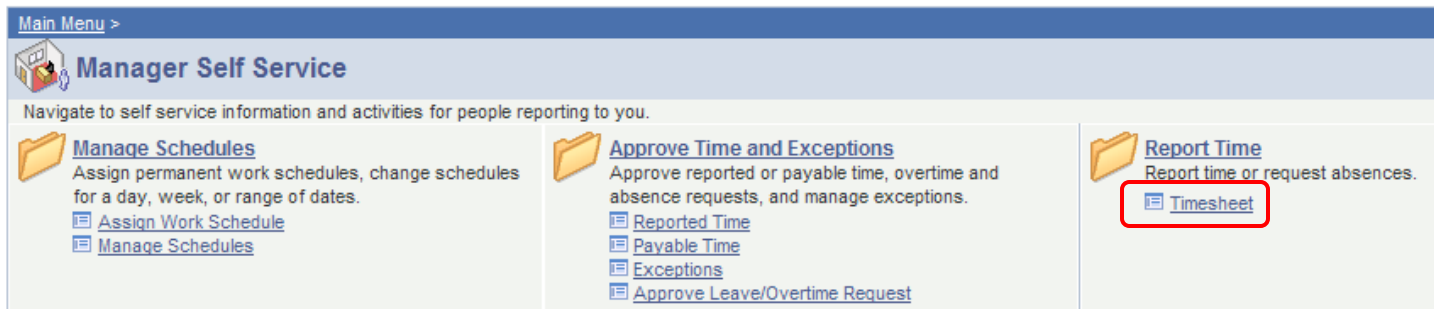 Main Menu >
Manager Self Service
Navigate to self service information and activities for people reporting to you.
Manage Schedules
Assign permanent work schedules, change schedules
for a day, week, or range of dates.
Assign Work Schedule
Manage Schedules
Approve Time and Exceptions
Approve reported or payable time, overtime and
absence requests, and manage exceptions.
Reported Time
Payable Time
Exceptions
Approve Leave/Overtime Request
Report Time
Report time or request absences.
Timesheet